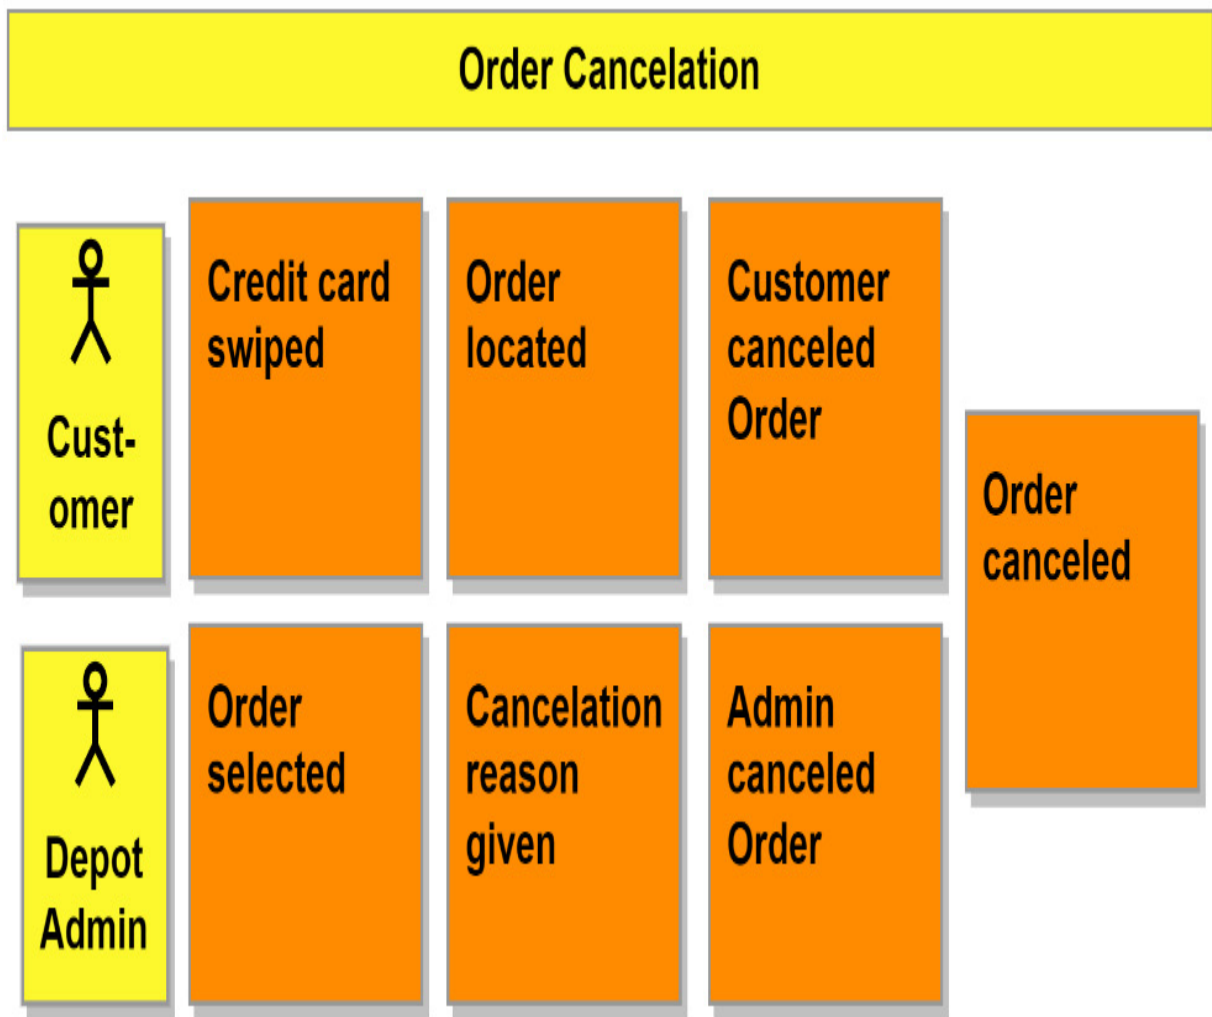 Order Cancelation
Cust-
omer
Credit card
swiped
Order
located
Customer
canceled
Order
Order
canceled
Depot
Admin
Order
selected
Cancelation
reason
given
Admin
canceled
Order